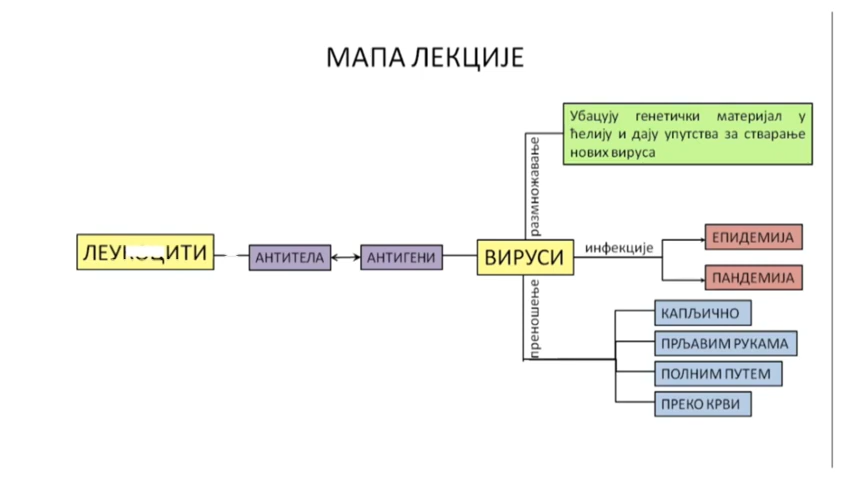 МАПА ЛЕКЦИЈЕ
Убацују генетички материјал у
ћелију и дају упутства за стварање
нових вируса
размножавање
ЕПИДЕМИЈА
инфекције
ВИРУСИ
АНТИТЕЛА
АНТИГЕНИ
ПАНДЕМИЈА
преношење
КАПЉИЧНО
ПРЉАВИМ РУКАМА
ПОЛНИМ ПУТЕМ
ПРЕКО КРВИ